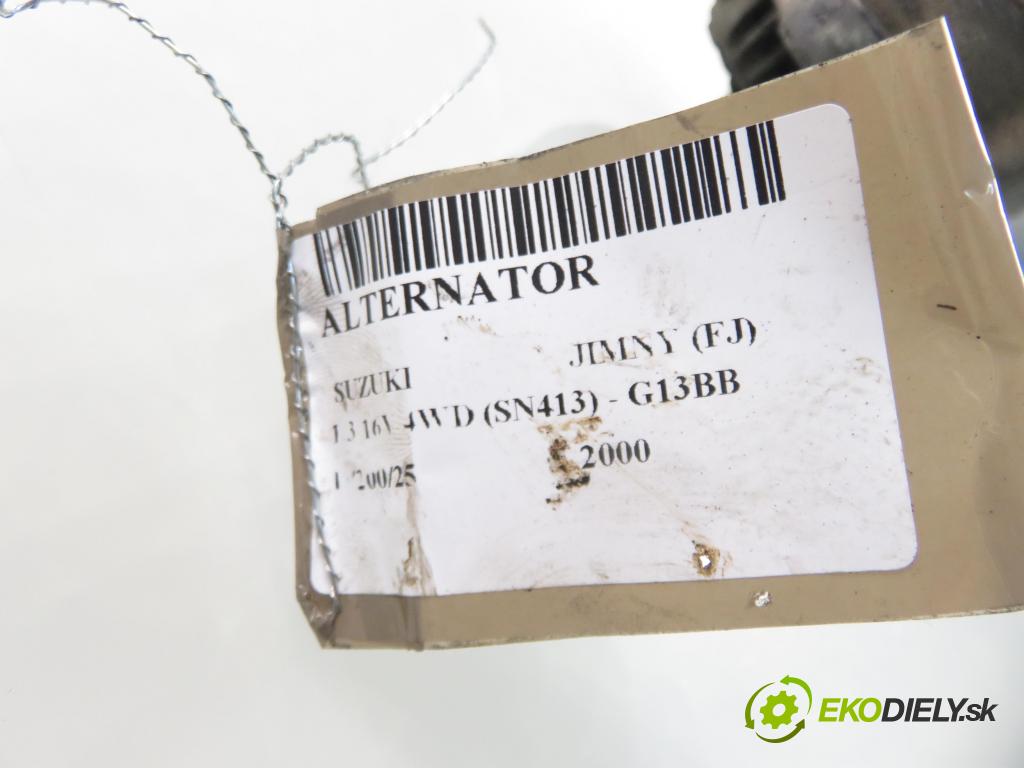 ALTERNATOR
SUZUKI JIMNY (FJ)
1.3 16V 4WD (SN413) - G13BB
2000
EKODIELY.sk